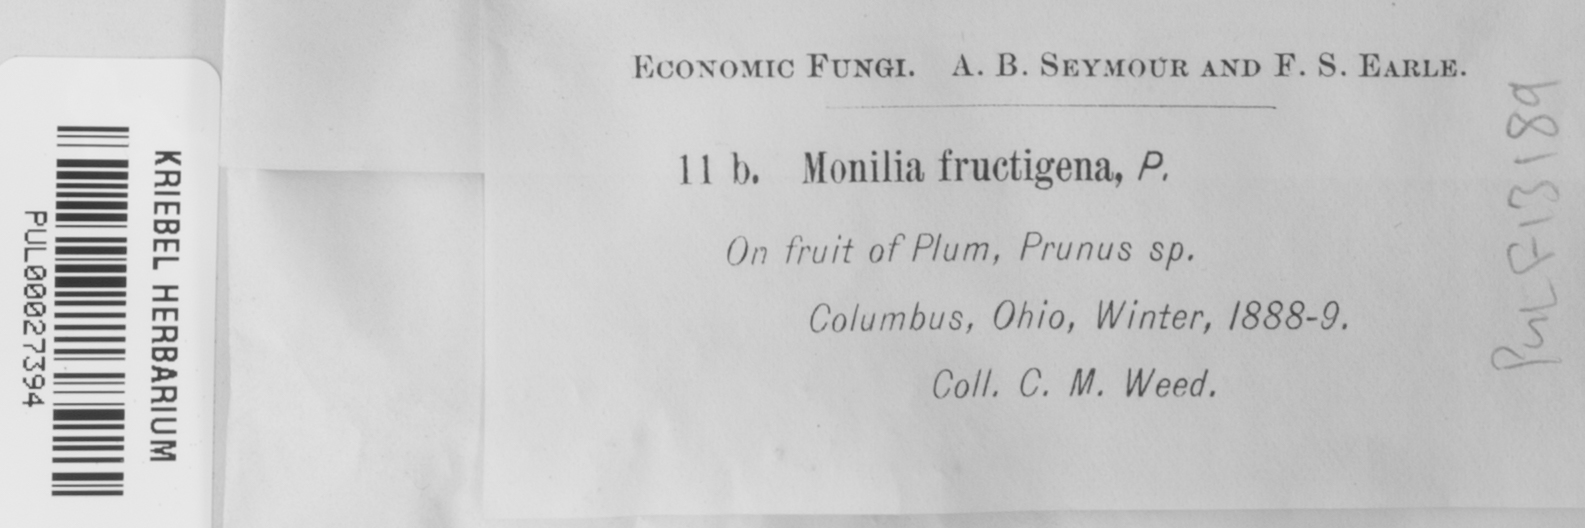 ECONOMIC FUNGI. A. B. SEYMOUR AND F. S. EARLE.
11 b. Monilia fructigena, P.
On fruit of Plum, Prunus sp.
Columbus, Ohio, Winter, 1888-9.
Coll. C. M. Weed.
KRIEBEL HERBARIUM
PUL00027394
PUL F13189